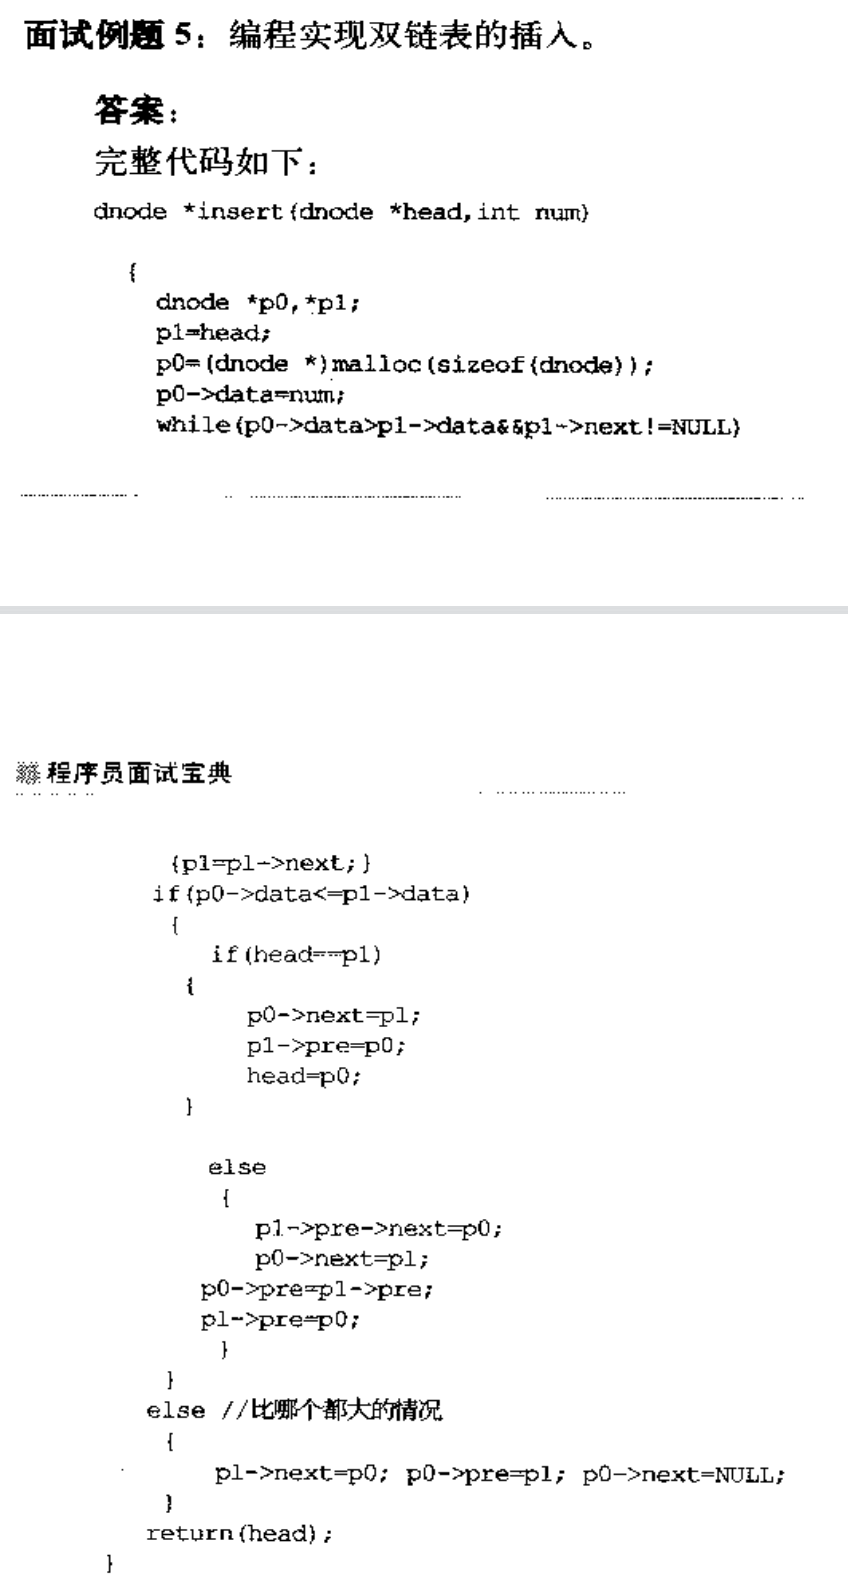 面试例题 5：编程实现双链表的插入。
答案：
完整代码如下：
dnode *insert(dnode *head,int num)
{
dnode *p0,*p1;
p1=head;
p0=(dnode *)malloc(sizeof(dnode));
p0->data=num;
while(p0->data>p1->data&&p1->next!=NULL)
程序员面试宝典
{p1=p1->next;}
if(p0->data<=p1->data)
{
if(head==p1)
{
p0->next=p1;
p1->pre=p0;
head=p0;
}
else
{
p1->pre->next=p0;
p0->next=p1;
p0->pre=p1->pre;
p1->pre=p0;
}
}
else //比哪个都大的情况
{
p1->next=p0; p0->pre=p1; p0->next=NULL;
}
return(head);
}